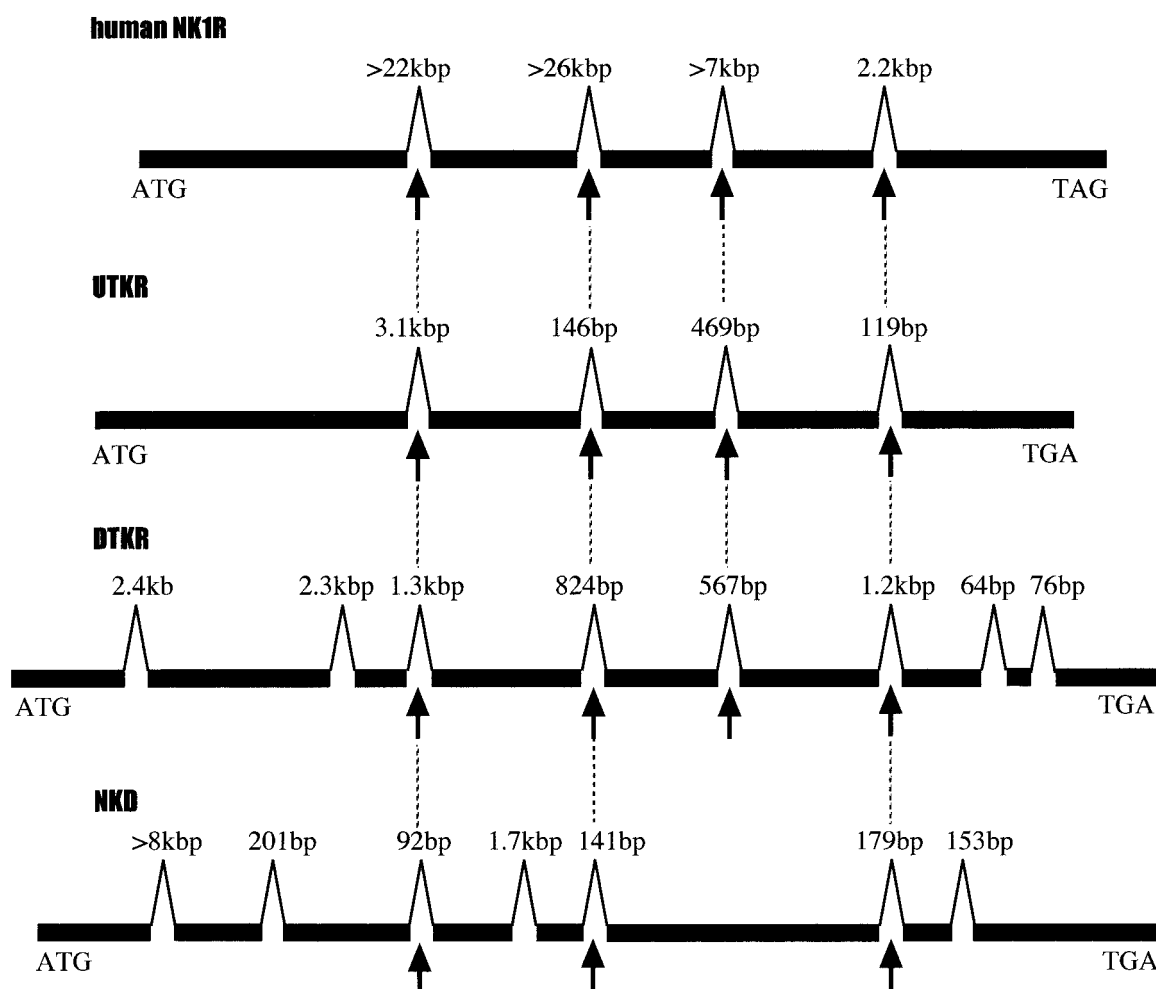 human NK1R
>22kbp >26kbp >7kbp 2.2kbp
ATG TAG
UTKR
3.1kbp 146bp 469bp 119bp
ATG TGA
DTKR
2.4kb 2.3kbp 1.3kbp 824bp 567bp 1.2kbp 64bp 76bp
ATG TGA
NKD
>8kbp 201bp 92bp 1.7kbp 141bp 179bp 153bp
ATG TGA